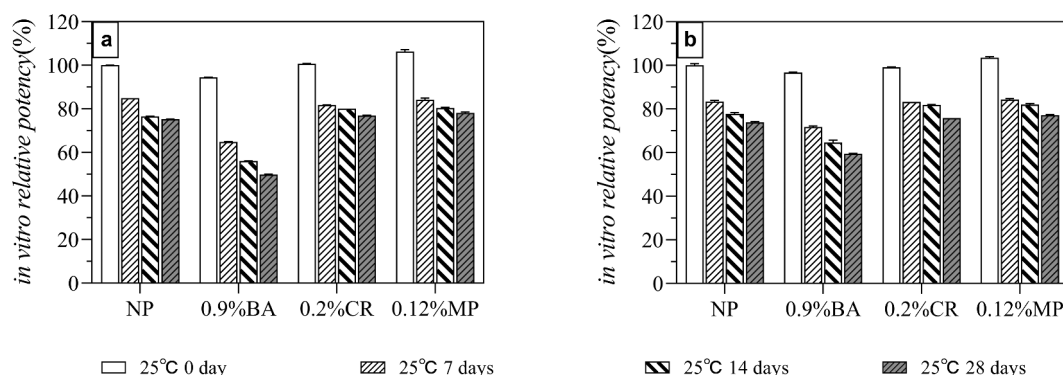 a
in vitro relative potency(%)
120
100
80
60
40
20
0
NP 0.9%BA 0.2%CR 0.12%MP
b
in vitro relative potency(%)
120
100
80
60
40
20
0
NP 0.9%BA 0.2%CR 0.12%MP
25℃ 0 day 25℃ 7 days 25℃ 14 days 25℃ 28 days